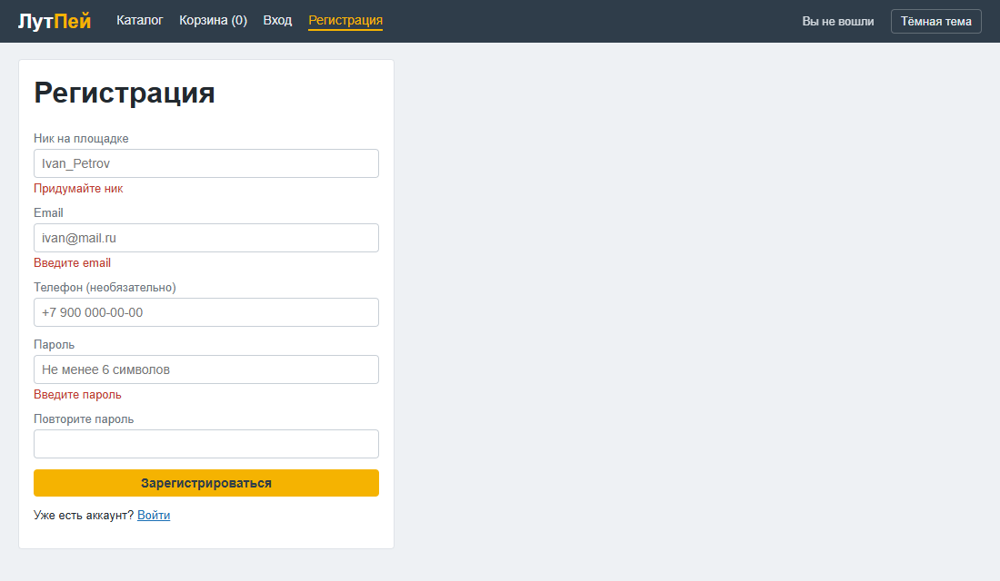 ЛутПей Каталог Корзина (0) Вход Регистрация Вы не вошли Тёмная тема
Регистрация
Ник на площадке
Ivan_Petrov
Придумайте ник
Email
ivan@mail.ru
Введите email
Телефон (необязательно)
+7 900 000-00-00
Пароль
Не менее 6 символов
Введите пароль
Повторите пароль
Зарегистрироваться
Уже есть аккаунт? Войти